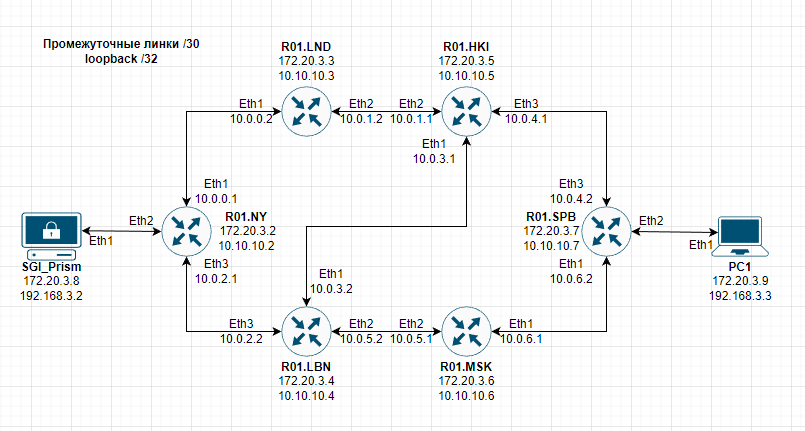 Промежуточные линки /30
loopback /32
R01.LND
172.20.3.3
10.10.10.3
R01.HKI
172.20.3.5
10.10.10.5
Eth1
10.0.0.2
Eth2
10.0.1.2
Eth2
10.0.1.1
Eth3
10.0.4.1
Eth1
10.0.3.1
Eth1
10.0.0.1
Eth3
10.0.4.2
R01.NY
172.20.3.2
10.10.10.2
R01.SPB
172.20.3.7
10.10.10.7
Eth2
Eth1
Eth2
Eth1
SGI_Prism
172.20.3.8
192.168.3.2
PC1
172.20.3.9
192.168.3.3
Eth3
10.0.2.1
Eth1
10.0.6.2
Eth1
10.0.3.2
Eth3
10.0.2.2
Eth2
10.0.5.2
Eth2
10.0.5.1
Eth1
10.0.6.1
R01.LBN
172.20.3.4
10.10.10.4
R01.MSK
172.20.3.6
10.10.10.6